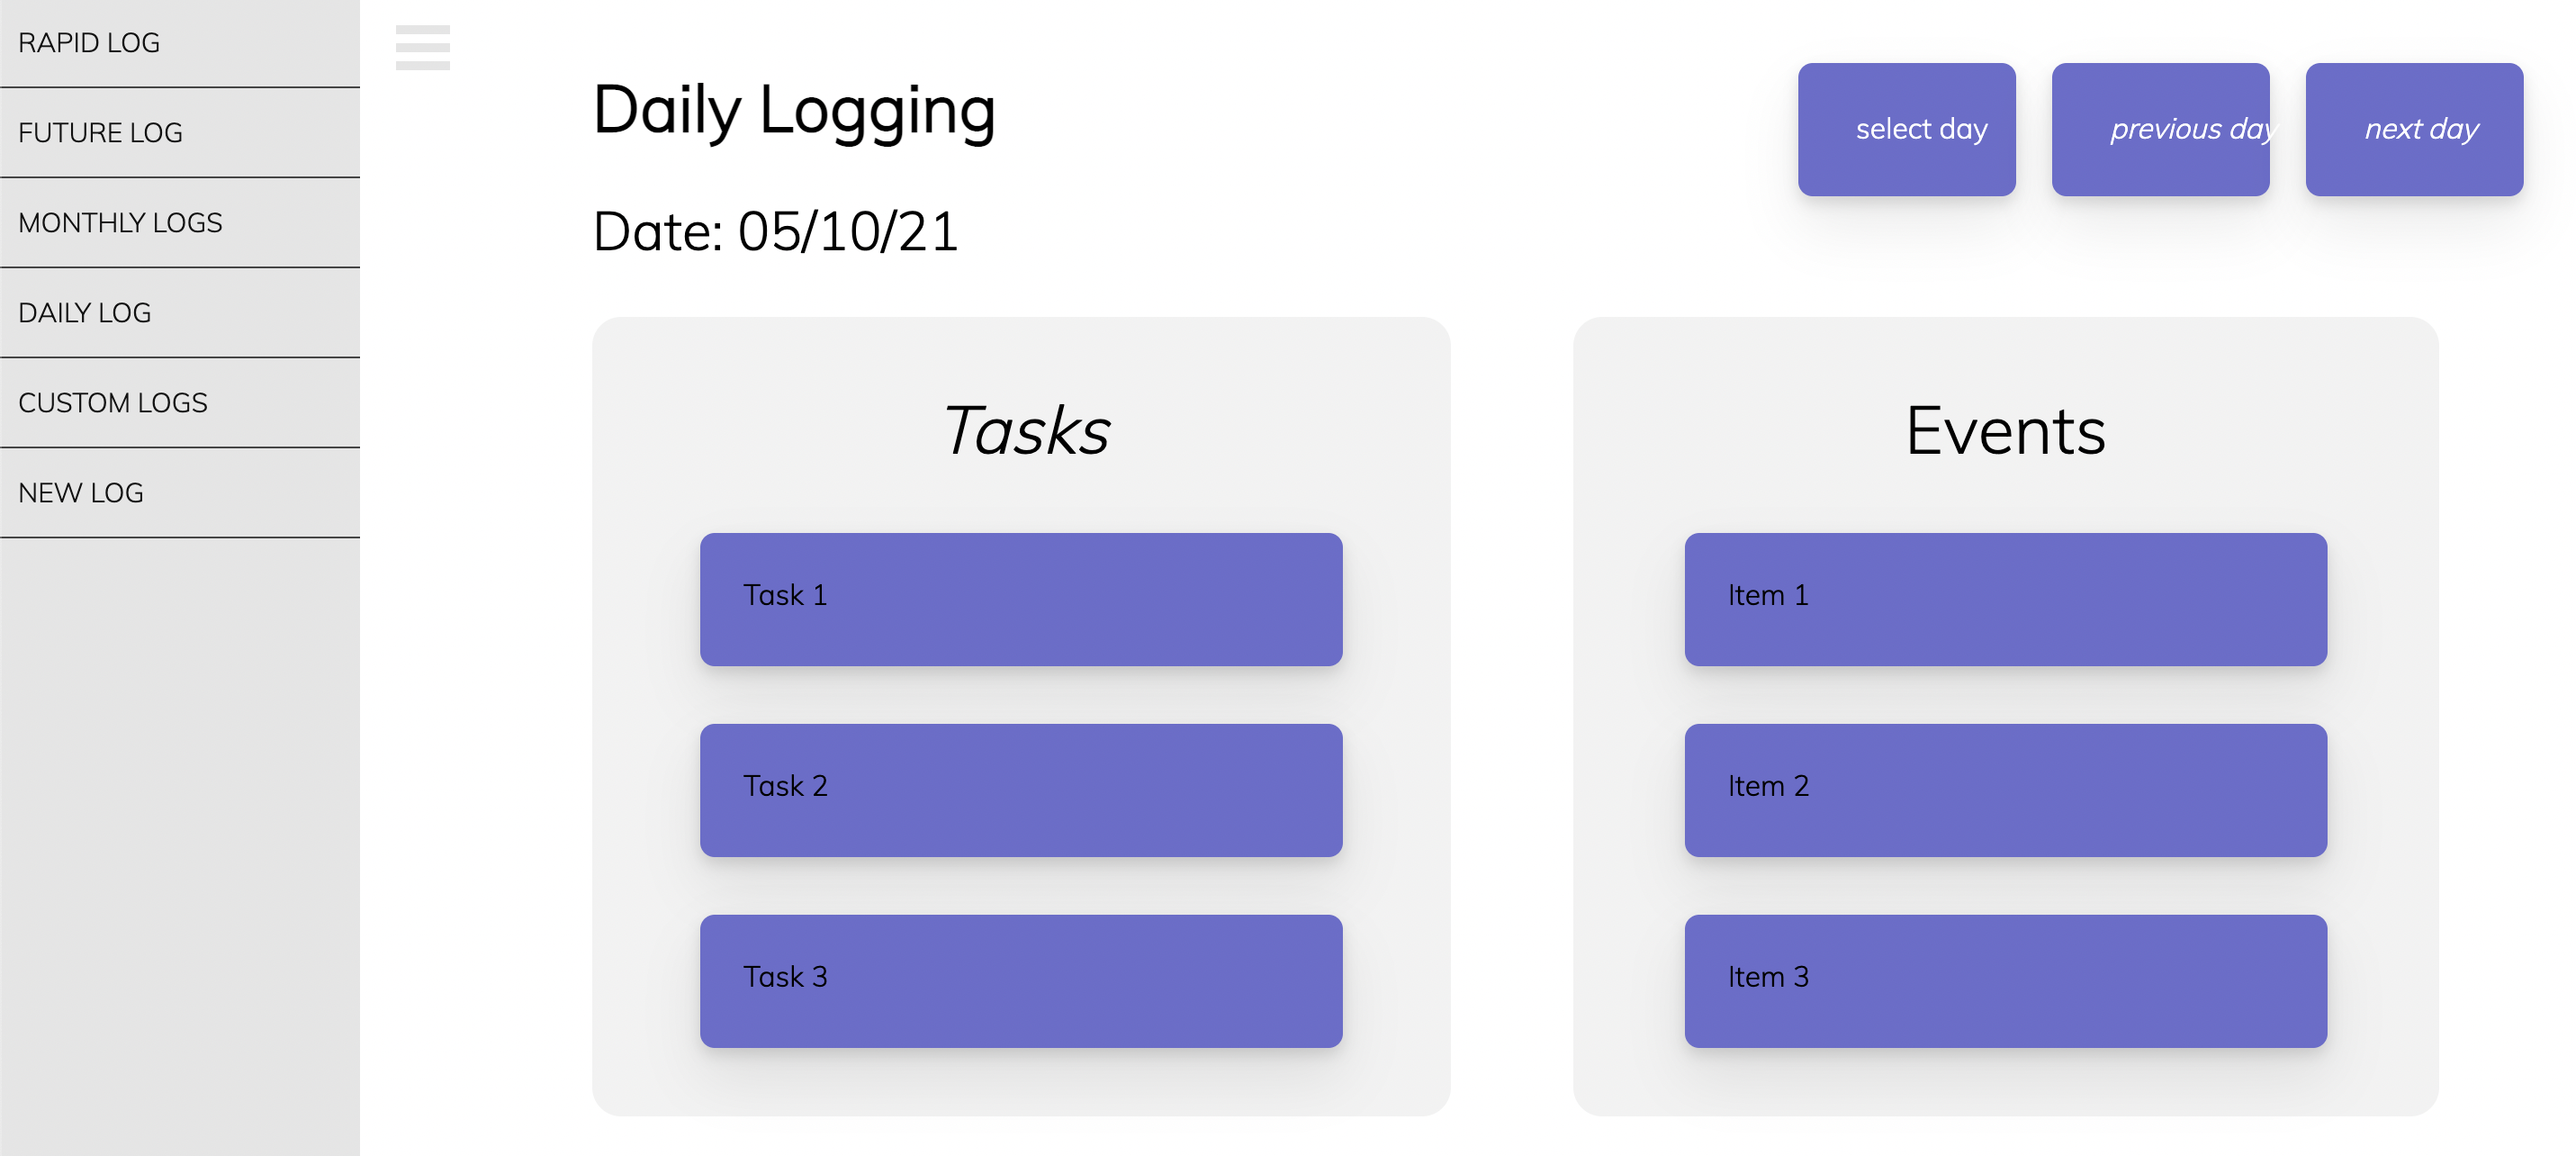 RAPID LOG
FUTURE LOG
MONTHLY LOGS
DAILY LOG
CUSTOM LOGS
NEW LOG
Daily Logging
Date: 05/10/21
select day
previous day
next day
Tasks
Task 1
Task 2
Task 3
Events
Item 1
Item 2
Item 3